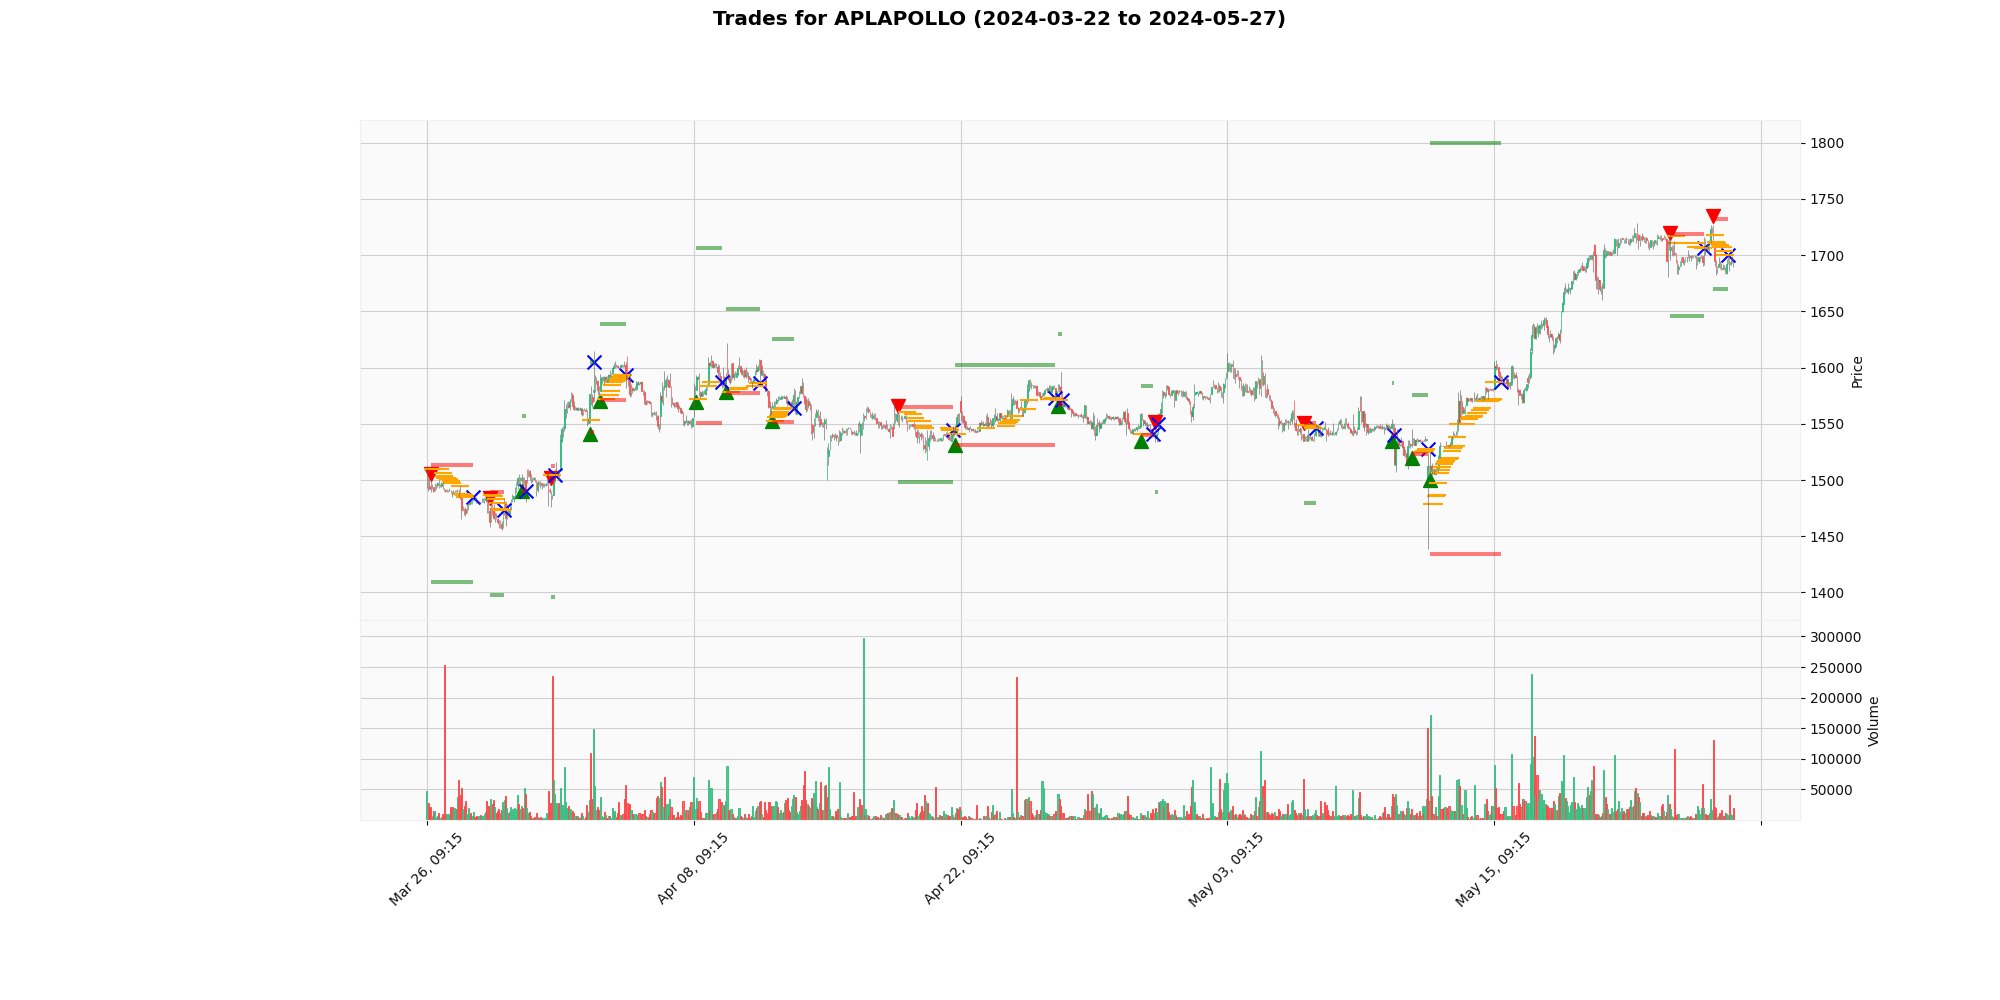 Trades for APLAPOLLO (2024-03-22 to 2024-05-27)
1800
1750
1700
1650
1600
1550
1500
1450
1400
Price
300000
250000
200000
150000
100000
50000
Volume
Mar 26, 09:15
Apr 08, 09:15
Apr 22, 09:15
May 03, 09:15
May 15, 09:15